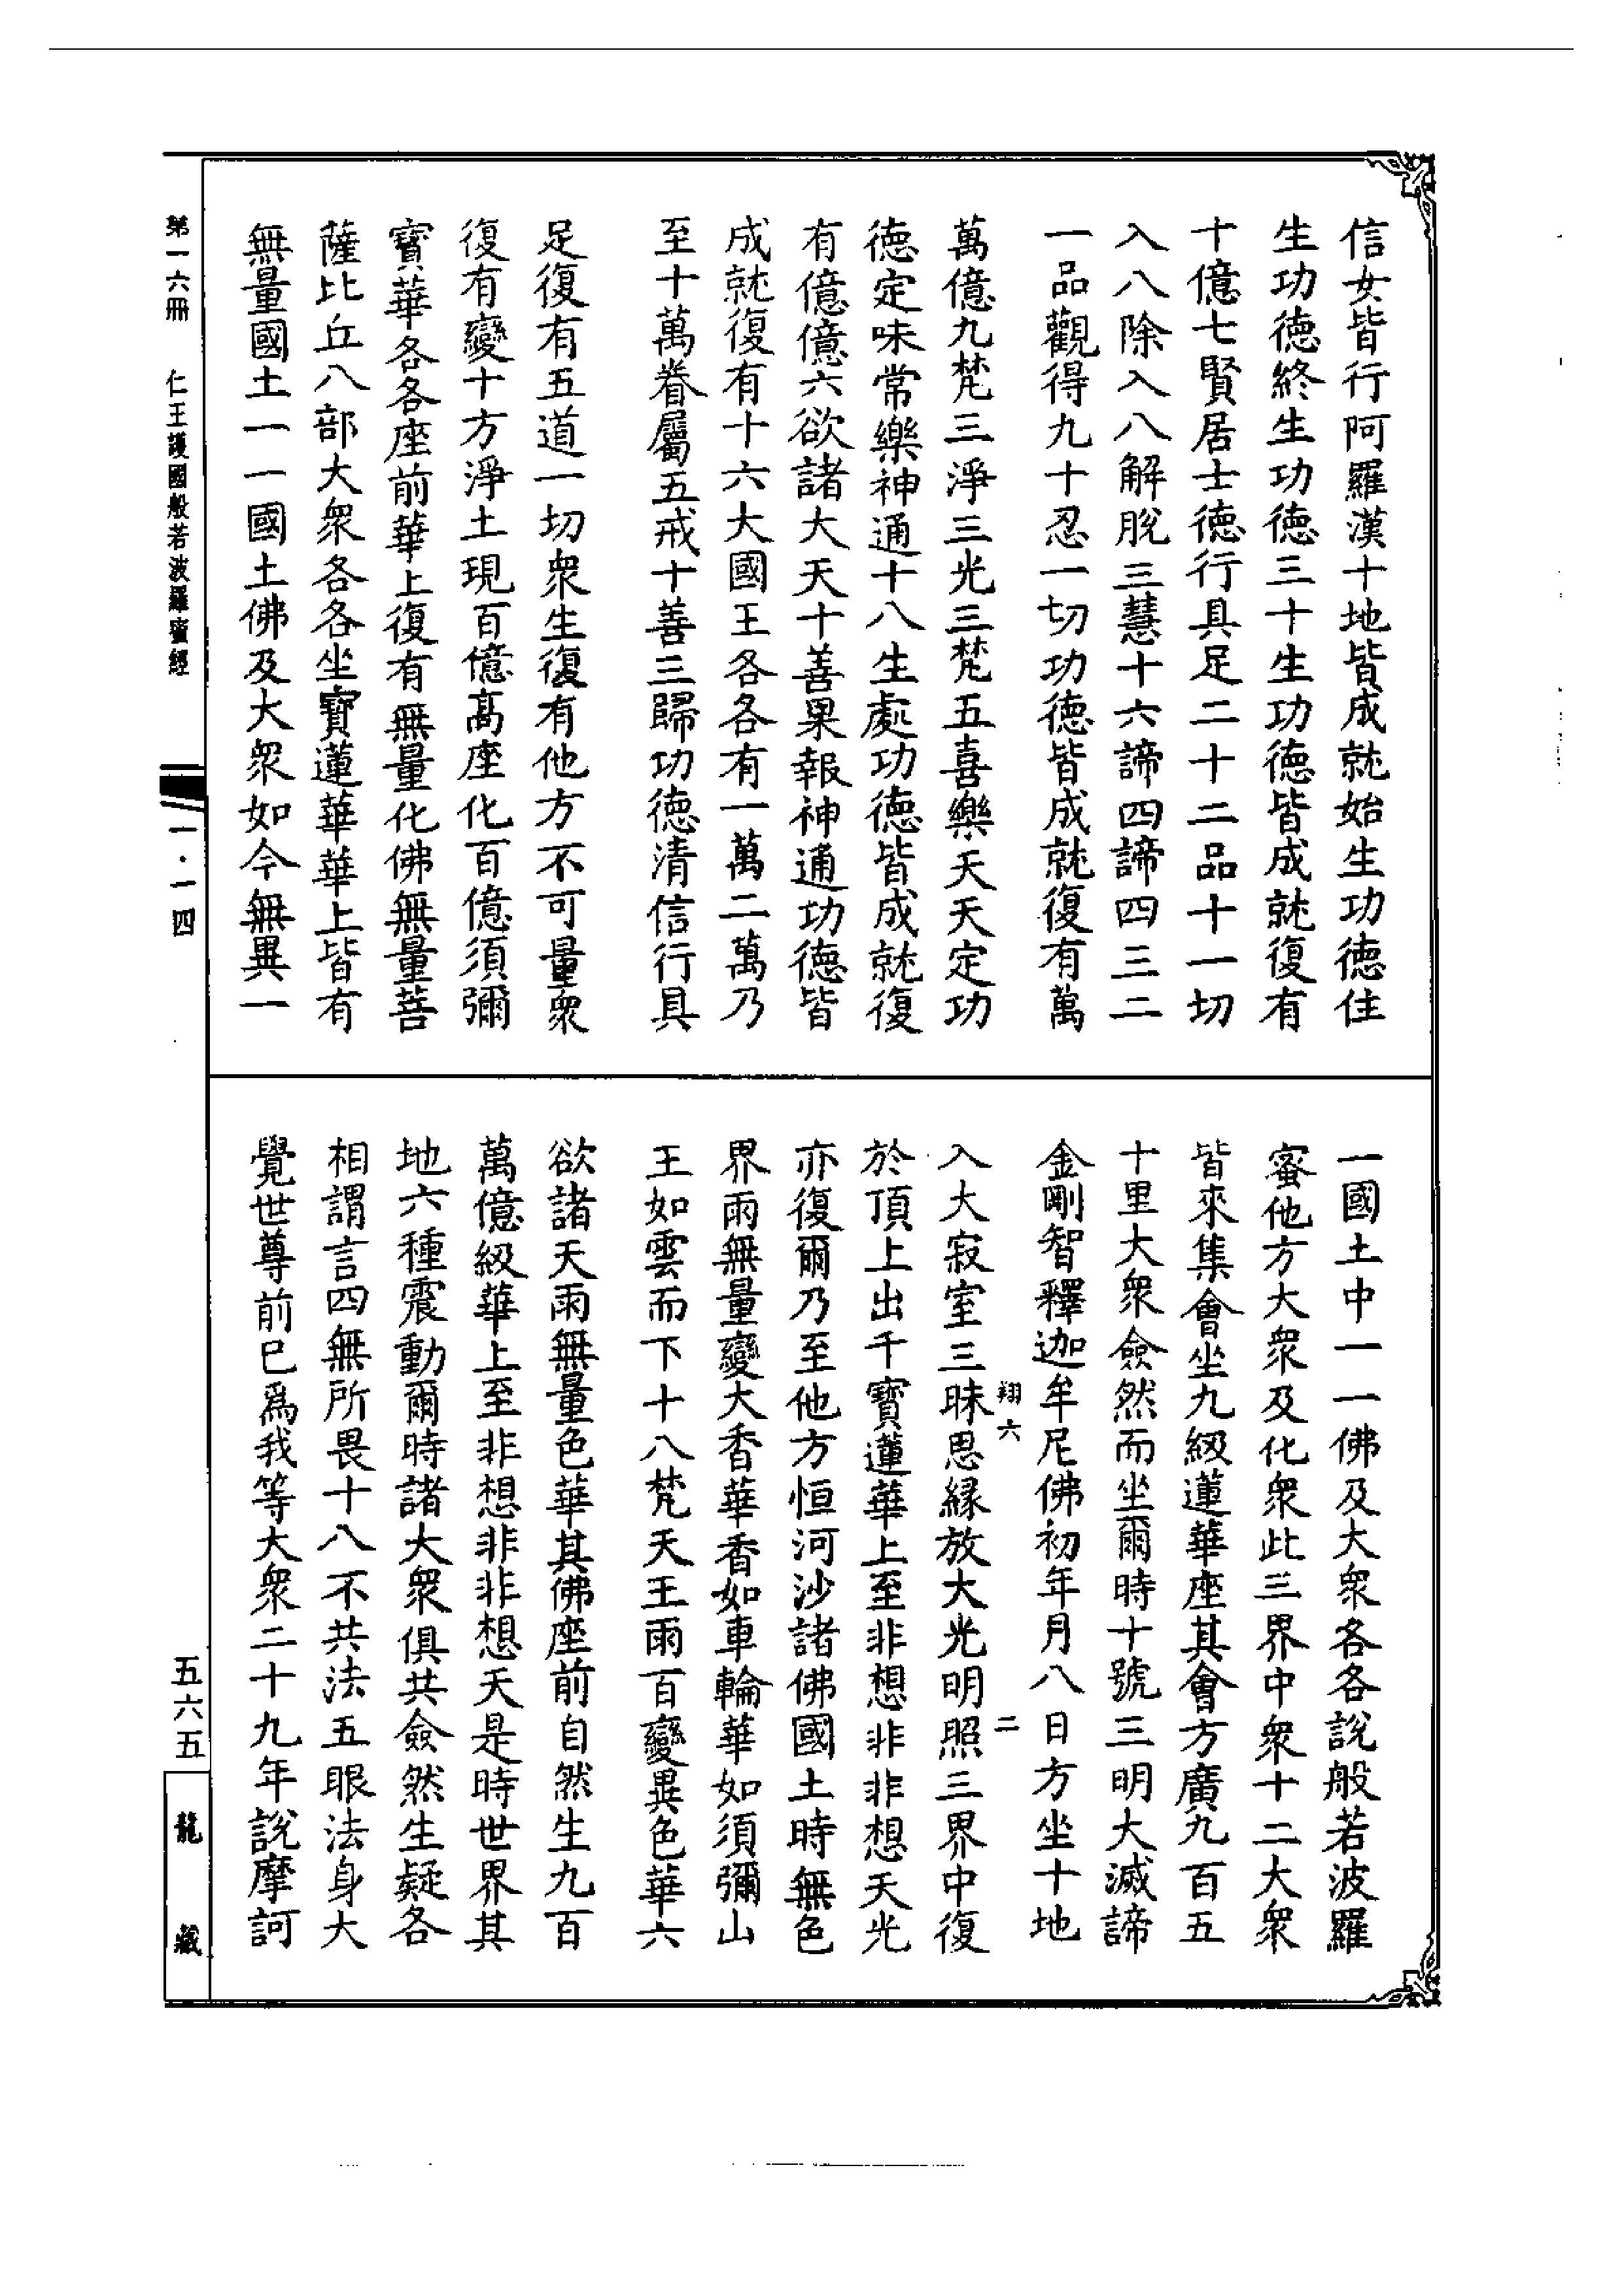 信女皆行阿羅漢十地皆成就始生功德住
生功德終生功德三十生功德皆成就復有
十億七賢居士德行具足二十二品十一切
入八除入八解脫三慧十六諦四諦四三二
一品觀得九十忍一切功德皆成就復有萬
萬億九梵三淨三光三梵五喜樂天天定功
德定味常樂神通十八生處功德皆成就復
有億億六欲諸大天十善果報神通功德皆
成就復有十六大國王各各有一萬二萬乃
至十萬眷屬五戒十善三歸功德清信行具
足復有五道一切衆生復有他方不可量衆
復有變十方淨土現百億高座化百億須彌
寶華各各座前華上復有無量化佛無量菩
薩比丘八部大衆各各坐寶蓮華華上皆有
無量國土一一國土佛及大衆如今無異一
一國土中一一佛及大衆各各說般若波羅
蜜他方大衆及化衆此三界中衆十二大衆
皆來集會坐九級蓮華座其會方廣九百五
十里大衆僉然而坐爾時十號三明大滅諦
金剛智釋迦牟尼佛初年月八日方坐十地
翔六 二
入大寂室三昧思緣放大光明照三界中復
於頂上出千寶蓮華上至非想非非想天光
亦復爾乃至他方恒河沙諸佛國土時無色
界雨無量變大香華香如車輪華如須彌山
王如雲而下十八梵天王雨百變異色華六
欲諸天雨無量色華其佛座前自然生九百
萬億級華上至非想非非想天是時世界其
地六種震動爾時諸大衆俱共僉然生疑各
相謂言四無所畏十八不共法五眼法身大
覺世尊前已爲我等大衆二十九年說摩訶
第一六冊 仁王護國般若波羅蜜經
一·一四
五六五
龍藏